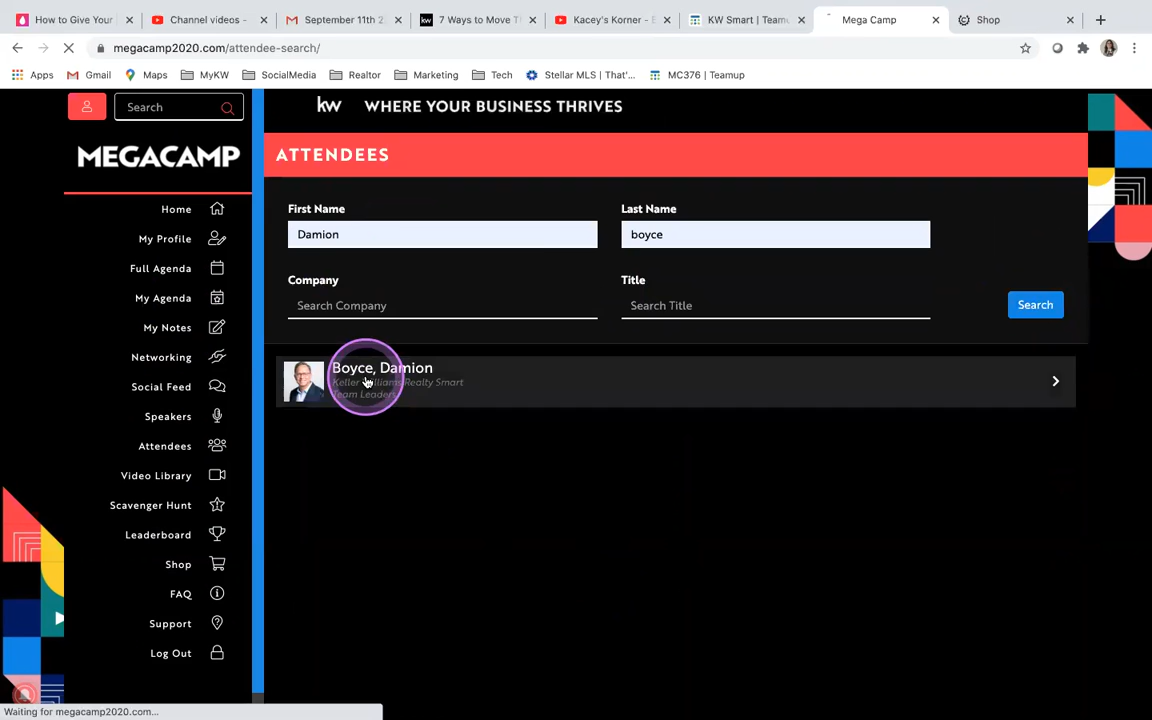 How to Give Your
Channel videos -
September 11th 2
7 Ways to Move T
Kacey's Korner - E
KW Smart | Teamu
Mega Camp
Shop
megacamp2020.com/attendee-search/
Apps
Gmail
Maps
MyKW
SocialMedia
Realtor
Marketing
Tech
Stellar MLS | That'...
MC376 | Teamup
Search
kw WHERE YOUR BUSINESS THRIVES
MEGACAMP
ATTENDEES
Home
My Profile
Full Agenda
My Agenda
My Notes
Networking
Social Feed
Speakers
Attendees
Video Library
Scavenger Hunt
Leaderboard
Shop
FAQ
Support
Log Out
First Name
Last Name
Damion
boyce
Company
Title
Search Company
Search Title
Search
Boyce, Damion
Keller Williams Realty Smart
Team Leaders
Waiting for megacamp2020.com...